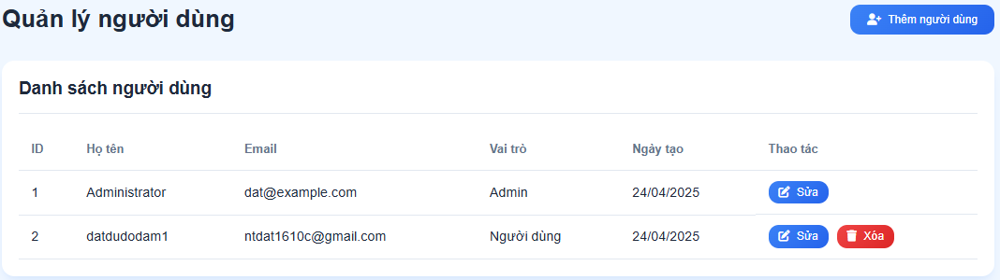 Quản lý người dùng
Thêm người dùng
Danh sách người dùng
ID Họ tên Email Vai trò Ngày tạo Thao tác
1 Administrator dat@example.com Admin 24/04/2025 Sửa
2 datdudodam1 ntdat1610c@gmail.com Người dùng 24/04/2025 Sửa Xóa